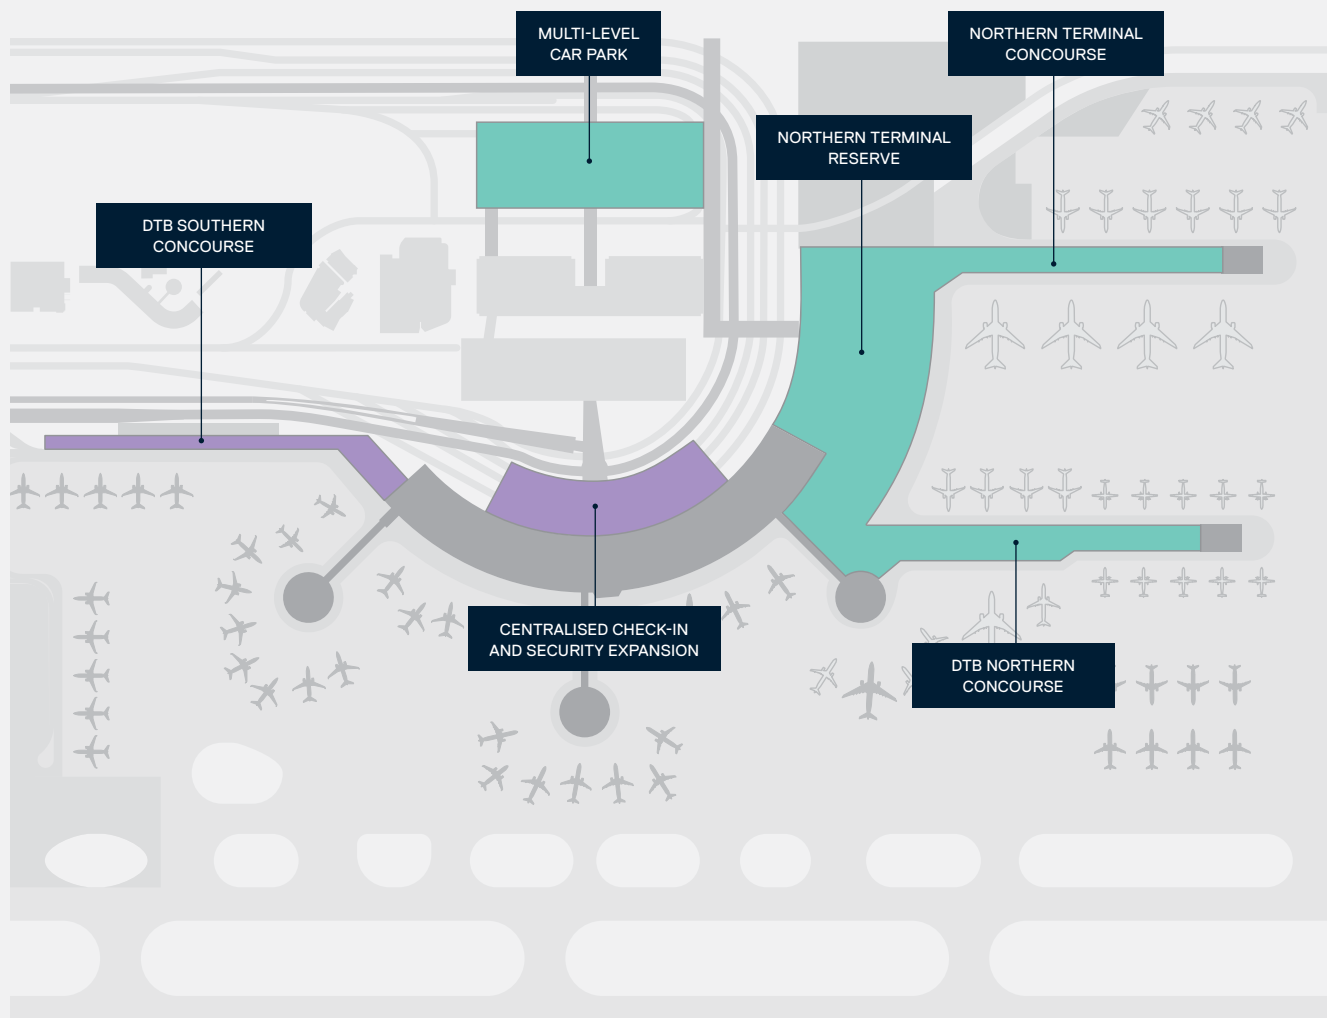 MULTI-LEVEL
CAR PARK
NORTHERN TERMINAL
CONCOURSE
NORTHERN TERMINAL
RESERVE
DTB SOUTHERN
CONCOURSE
CENTRALISED CHECK-IN
AND SECURITY EXPANSION
DTB NORTHERN
CONCOURSE